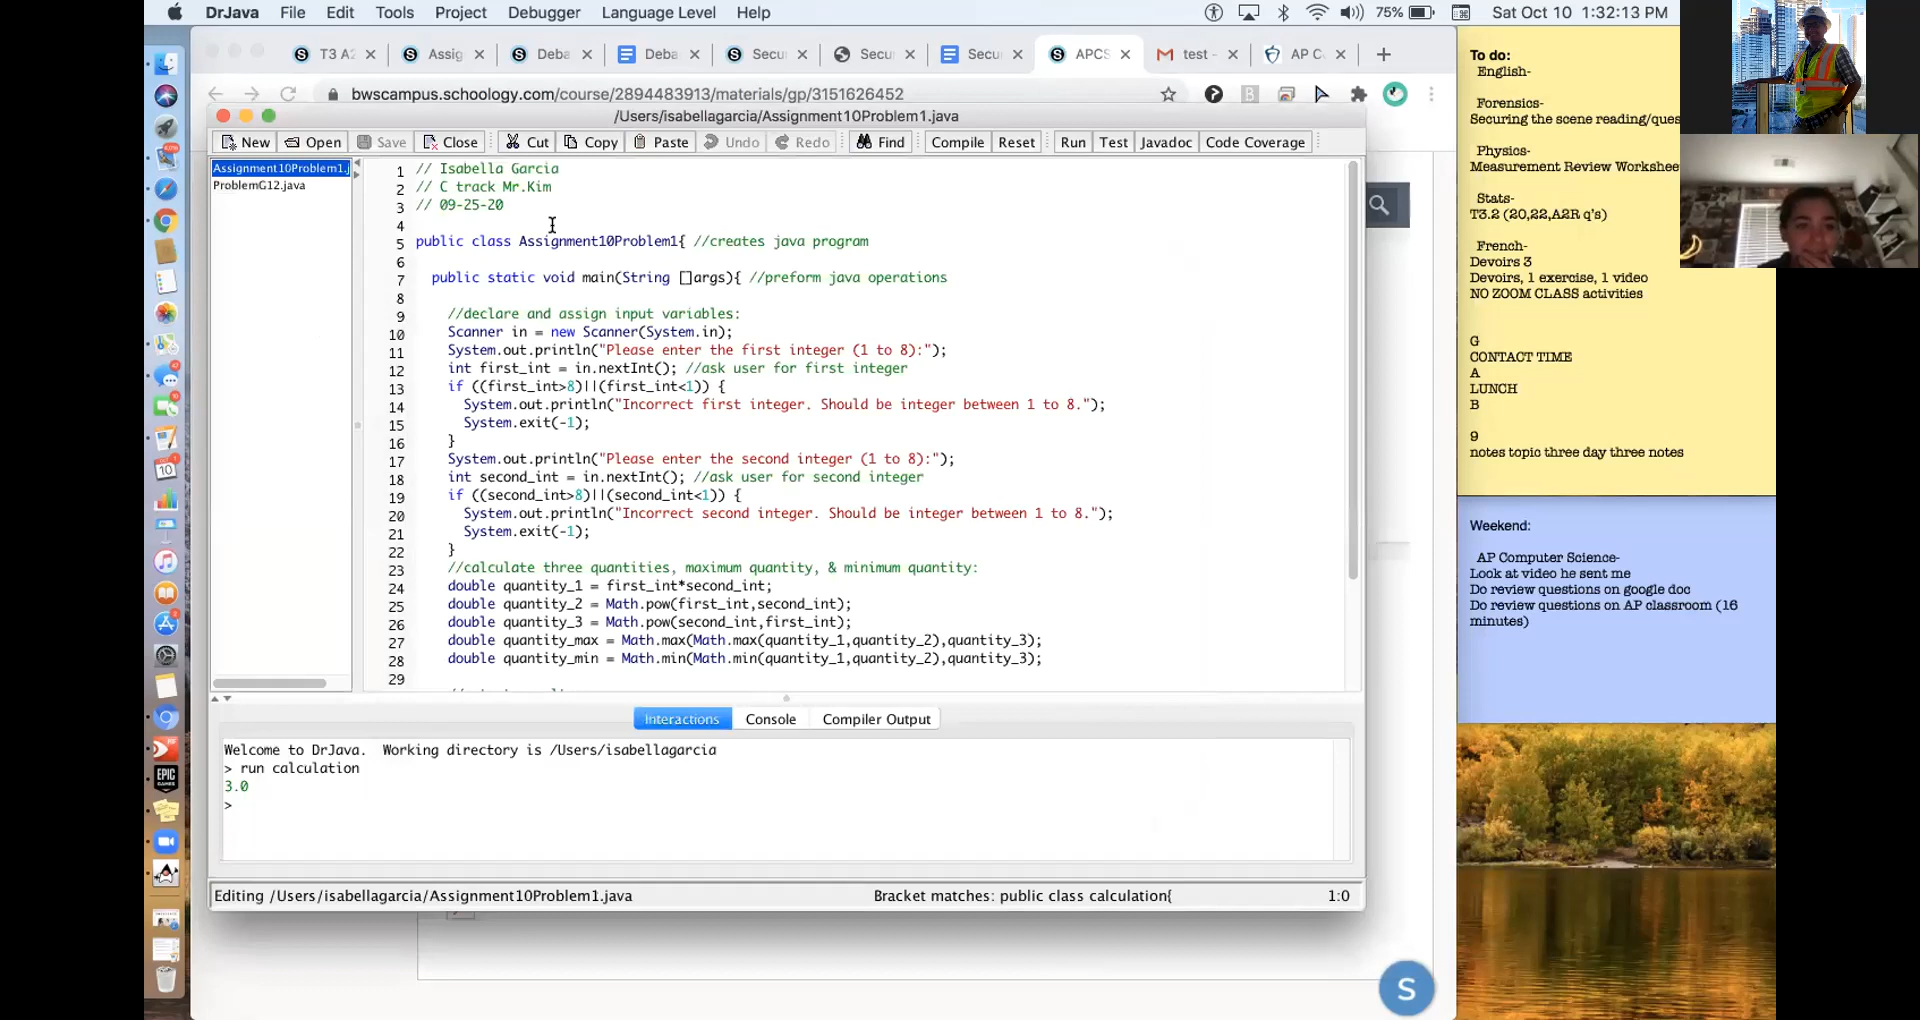 DrJava File Edit Tools Project Debugger Language Level Help 75% Sat Oct 10 1:32:13 PM
T3 A2 Assig Deba Deba Secu Secu Secu APCS test - AP C
bwscampus.schoology.com/course/2894483913/materials/gp/3151626452
/Users/isabellagarcia/Assignment10Problem1.java
New Open Save Close Cut Copy Paste Undo Redo Find Compile Reset Run Test Javadoc Code Coverage
Assignment10Problem1.j
ProblemG12.java
1 // Isabella Garcia
2 // C track Mr.Kim
3 // 09-25-20
4
5 public class Assignment10Problem1{ //creates java program
6
7 public static void main(String []args){ //preform java operations
8
9 //declare and assign input variables:
10 Scanner in = new Scanner(System.in);
11 System.out.println("Please enter the first integer (1 to 8):");
12 int first_int = in.nextInt(); //ask user for first integer
13 if ((first_int>8)||(first_int<1)) {
14 System.out.println("Incorrect first integer. Should be integer between 1 to 8.");
15 System.exit(-1);
16 }
17 System.out.println("Please enter the second integer (1 to 8):");
18 int second_int = in.nextInt(); //ask user for second integer
19 if ((second_int>8)||(second_int<1)) {
20 System.out.println("Incorrect second integer. Should be integer between 1 to 8.");
21 System.exit(-1);
22 }
23 //calculate three quantities, maximum quantity, & minimum quantity:
24 double quantity_1 = first_int*second_int;
25 double quantity_2 = Math.pow(first_int,second_int);
26 double quantity_3 = Math.pow(second_int,first_int);
27 double quantity_max = Math.max(Math.max(quantity_1,quantity_2),quantity_3);
28 double quantity_min = Math.min(Math.min(quantity_1,quantity_2),quantity_3);
29
Interactions Console Compiler Output
Welcome to DrJava. Working directory is /Users/isabellagarcia
> run calculation
3.0
>
Editing /Users/isabellagarcia/Assignment10Problem1.java Bracket matches: public class calculation{ 1:0
S
To do:
English-
Forensics-
Securing the scene reading/ques
Physics-
Measurement Review Workshee
Stats-
T3.2 (20,22,A2R q's)
French-
Devoirs 3
Devoirs, 1 exercise, 1 video
NO ZOOM CLASS activities
G
CONTACT TIME
A
LUNCH
B
9
notes topic three day three notes
Weekend:
AP Computer Science-
Look at video he sent me
Do review questions on google doc
Do review questions on AP classroom (16
minutes)
EPIC
GAMES